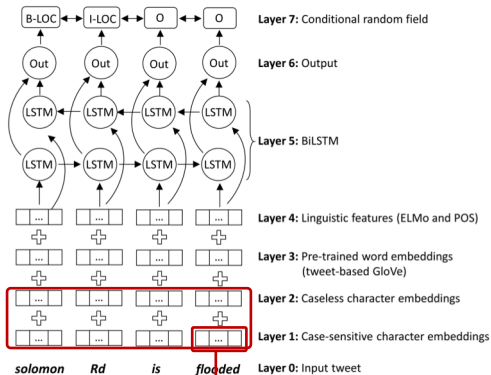 B-LOC I-LOC O O Layer 7: Conditional random field
Out Out Out Out Layer 6: Output
LSTM LSTM LSTM LSTM
Layer 5: BiLSTM
LSTM LSTM LSTM LSTM
... ... ... ... Layer 4: Linguistic features (ELMo and POS)
... ... ... ... Layer 3: Pre-trained word embeddings
(tweet-based GloVe)
... ... ... ... Layer 2: Caseless character embeddings
... ... ... ... Layer 1: Case-sensitive character embeddings
solomon Rd is flooded Layer 0: Input tweet